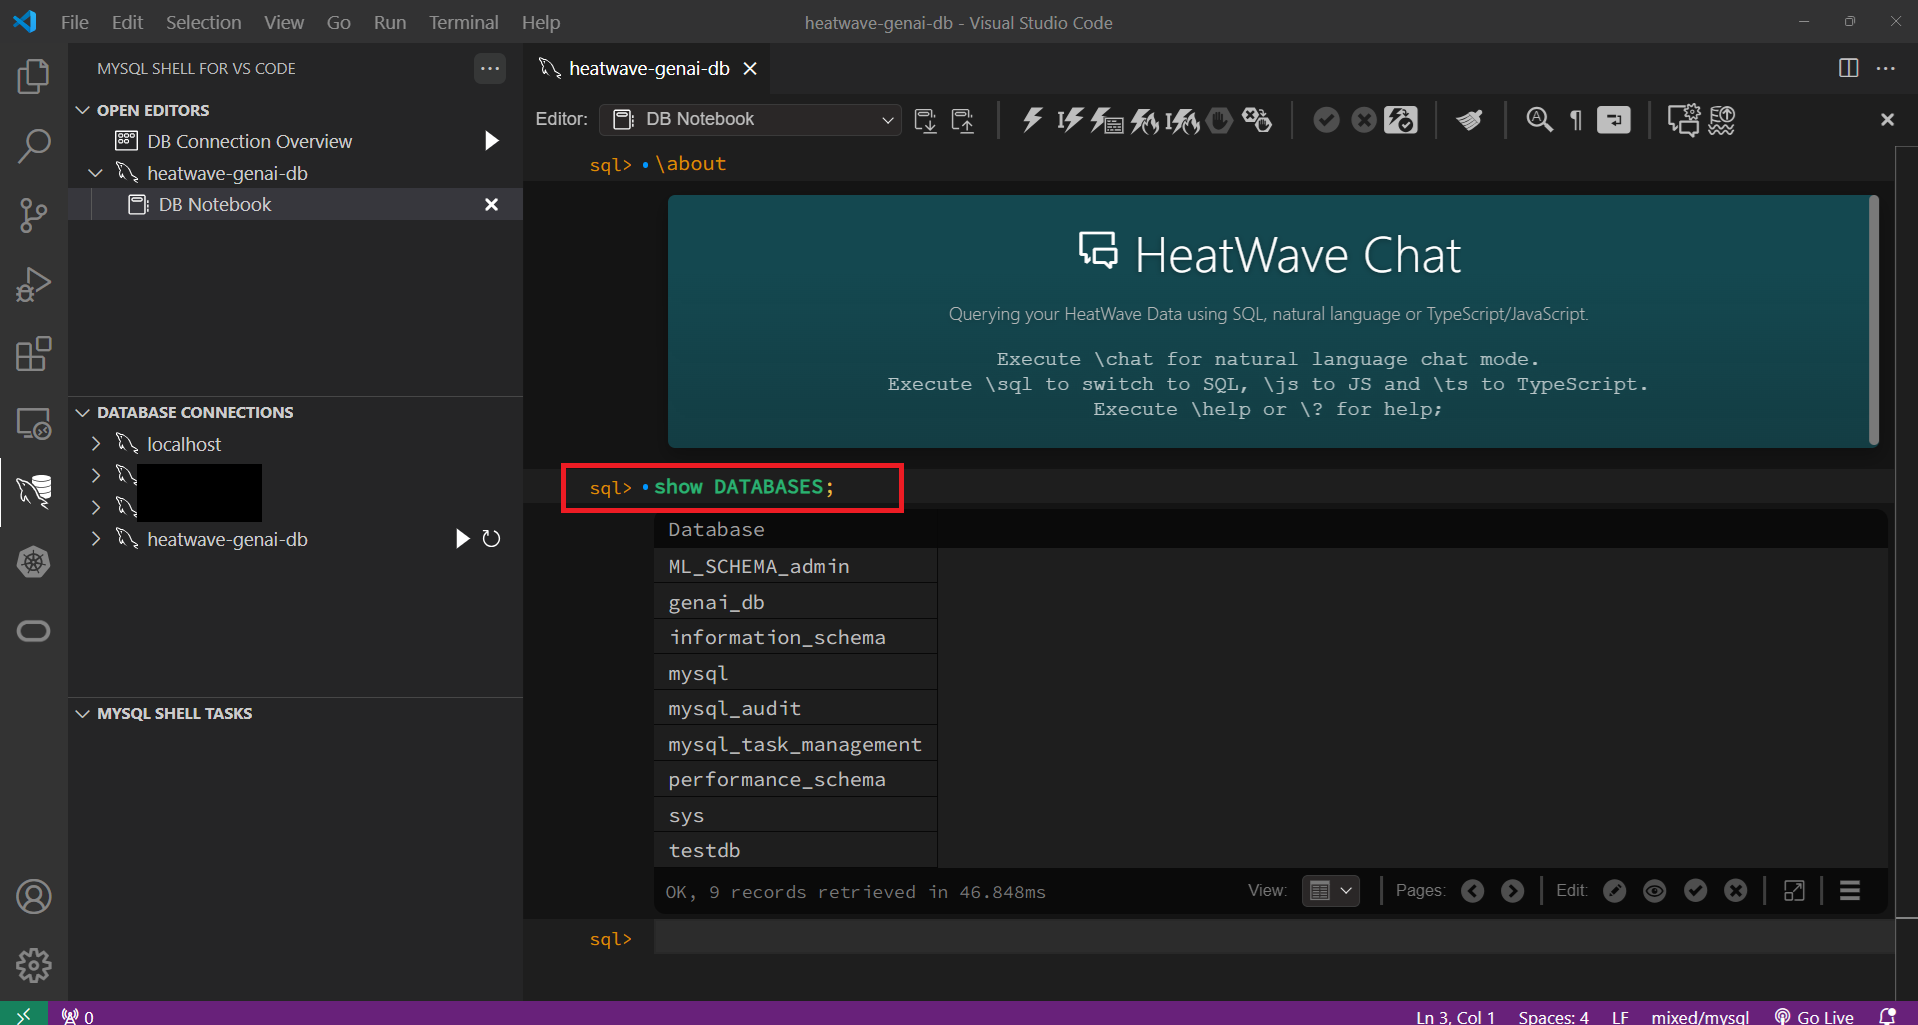 File Edit Selection View Go Run Terminal Help
heatwave-genai-db - Visual Studio Code
MYSQL SHELL FOR VS CODE
OPEN EDITORS
DB Connection Overview
heatwave-genai-db
DB Notebook
DATABASE CONNECTIONS
localhost
heatwave-genai-db
MYSQL SHELL TASKS
heatwave-genai-db
Editor: DB Notebook
sql> \about
HeatWave Chat
Querying your HeatWave Data using SQL, natural language or TypeScript/JavaScript.
Execute \chat for natural language chat mode.
Execute \sql to switch to SQL, \js to JS and \ts to TypeScript.
Execute \help or \? for help;
sql> show DATABASES;
Database
ML_SCHEMA_admin
genai_db
information_schema
mysql
mysql_audit
mysql_task_management
performance_schema
sys
testdb
OK, 9 records retrieved in 46.848ms
View: Pages: Edit:
sql>
0
Ln 3, Col 1 Spaces: 4 LF mixed/mysql Go Live